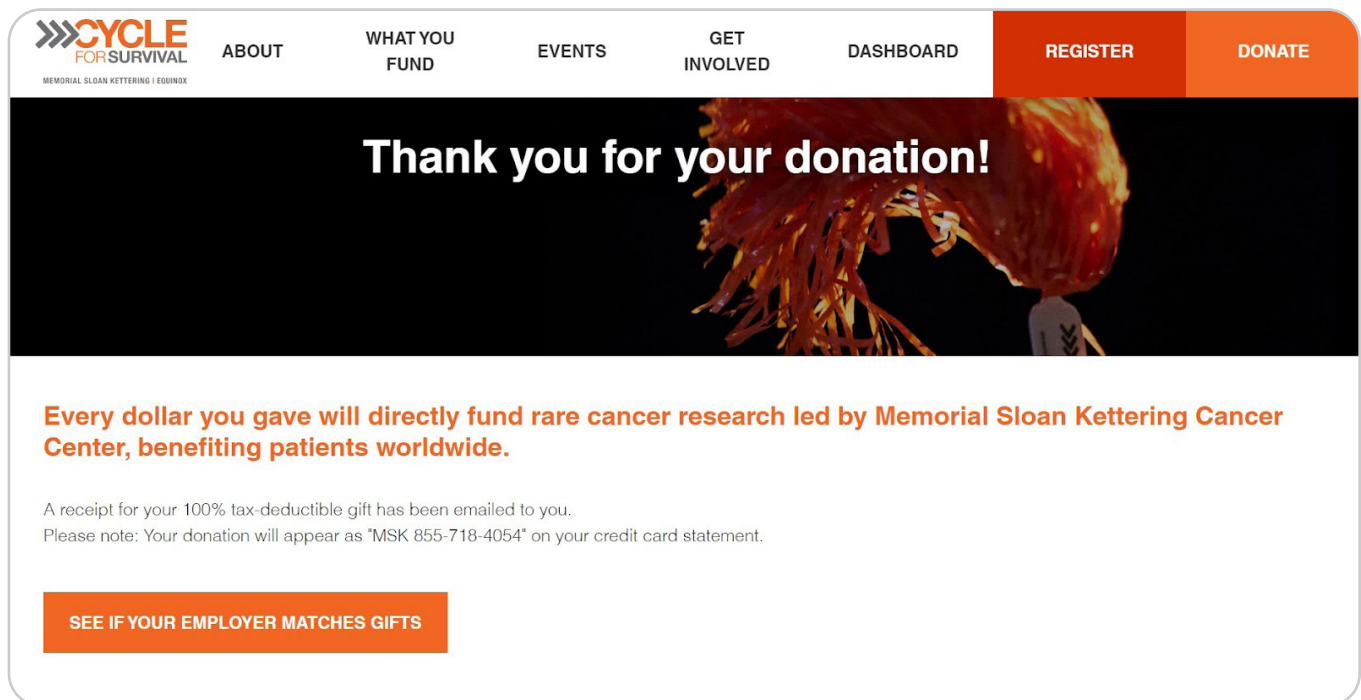 CYCLE
FOR SURVIVAL
MEMORIAL SLOAN KETTERING | EQUINOX
ABOUT
WHAT YOU
FUND
EVENTS
GET
INVOLVED
DASHBOARD
REGISTER
DONATE
Thank you for your donation!
Every dollar you gave will directly fund rare cancer research led by Memorial Sloan Kettering Cancer
Center, benefiting patients worldwide.
A receipt for your 100% tax-deductible gift has been emailed to you.
Please note: Your donation will appear as "MSK 855-718-4054" on your credit card statement.
SEE IF YOUR EMPLOYER MATCHES GIFTS